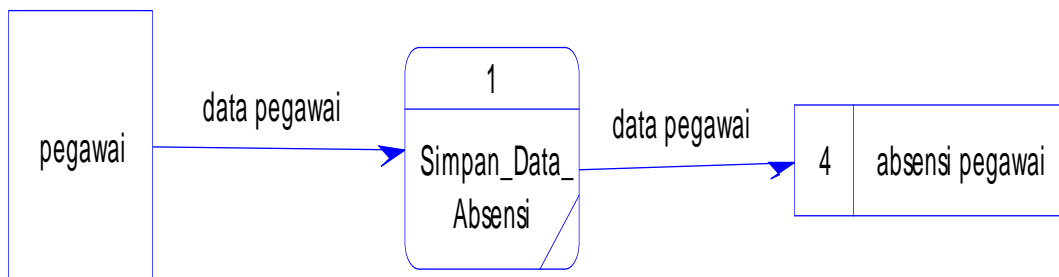 pegawai
data pegawai
1
Simpan_Data_
Absensi
data pegawai
4
absensi pegawai